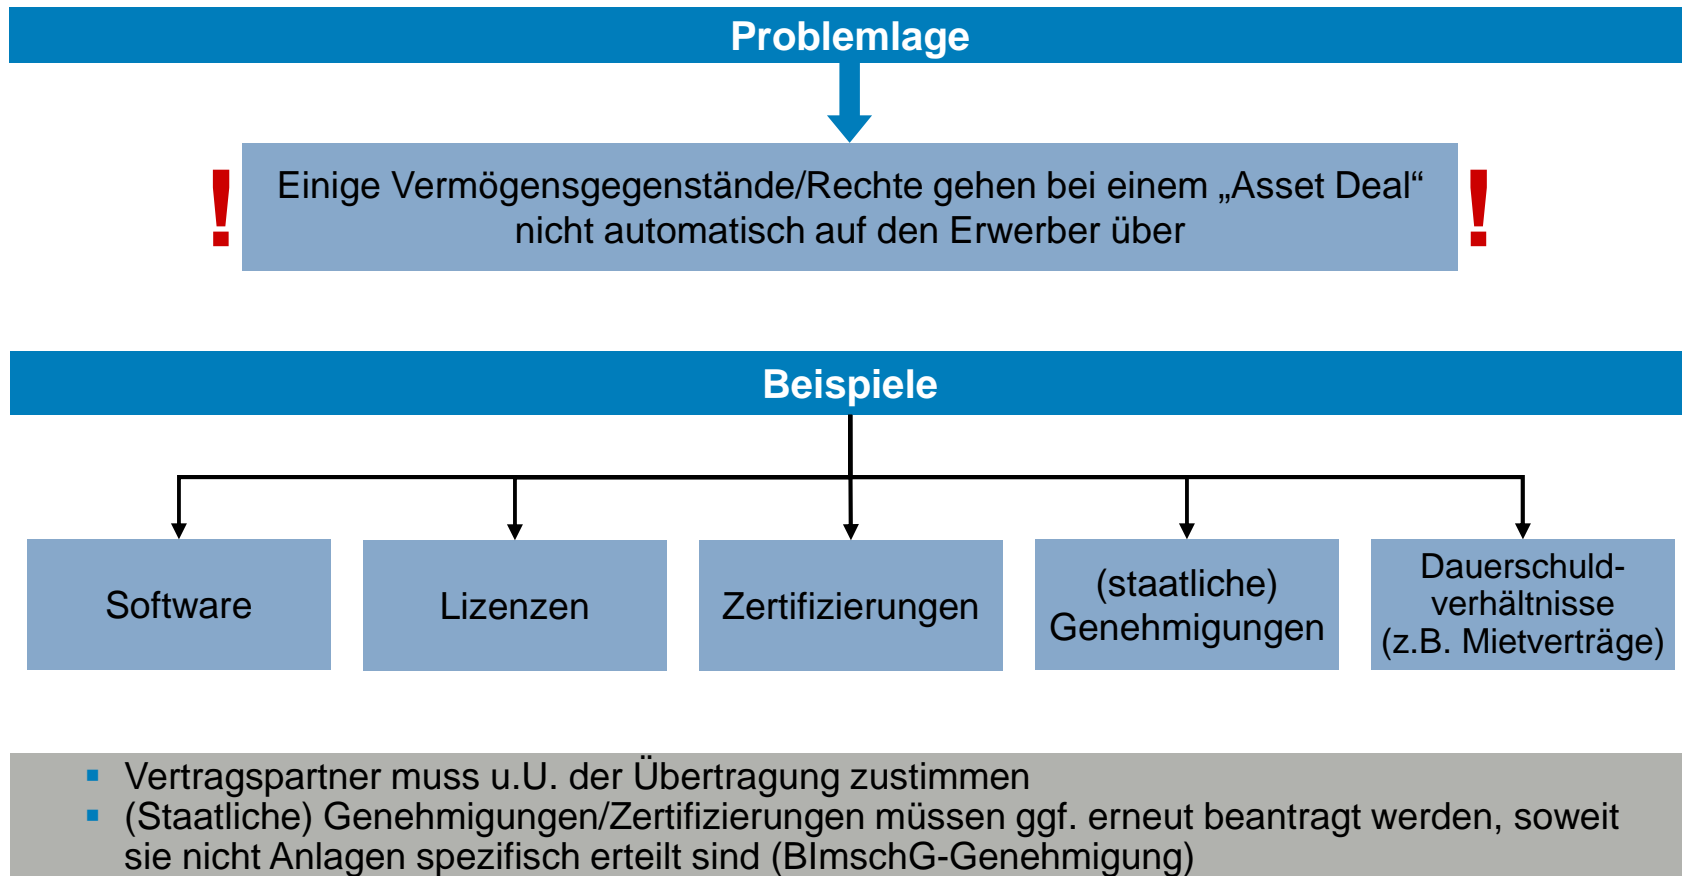 Problemlage
! Einige Vermögensgegenstände/Rechte gehen bei einem „Asset Deal“ !
nicht automatisch auf den Erwerber über
Beispiele
Software
Lizenzen
Zertifizierungen
(staatliche)
Genehmigungen
Dauerschuld-
verhältnisse
(z.B. Mietverträge)
▪ Vertragspartner muss u.U. der Übertragung zustimmen
▪ (Staatliche) Genehmigungen/Zertifizierungen müssen ggf. erneut beantragt werden, soweit
sie nicht Anlagen spezifisch erteilt sind (BImschG-Genehmigung)